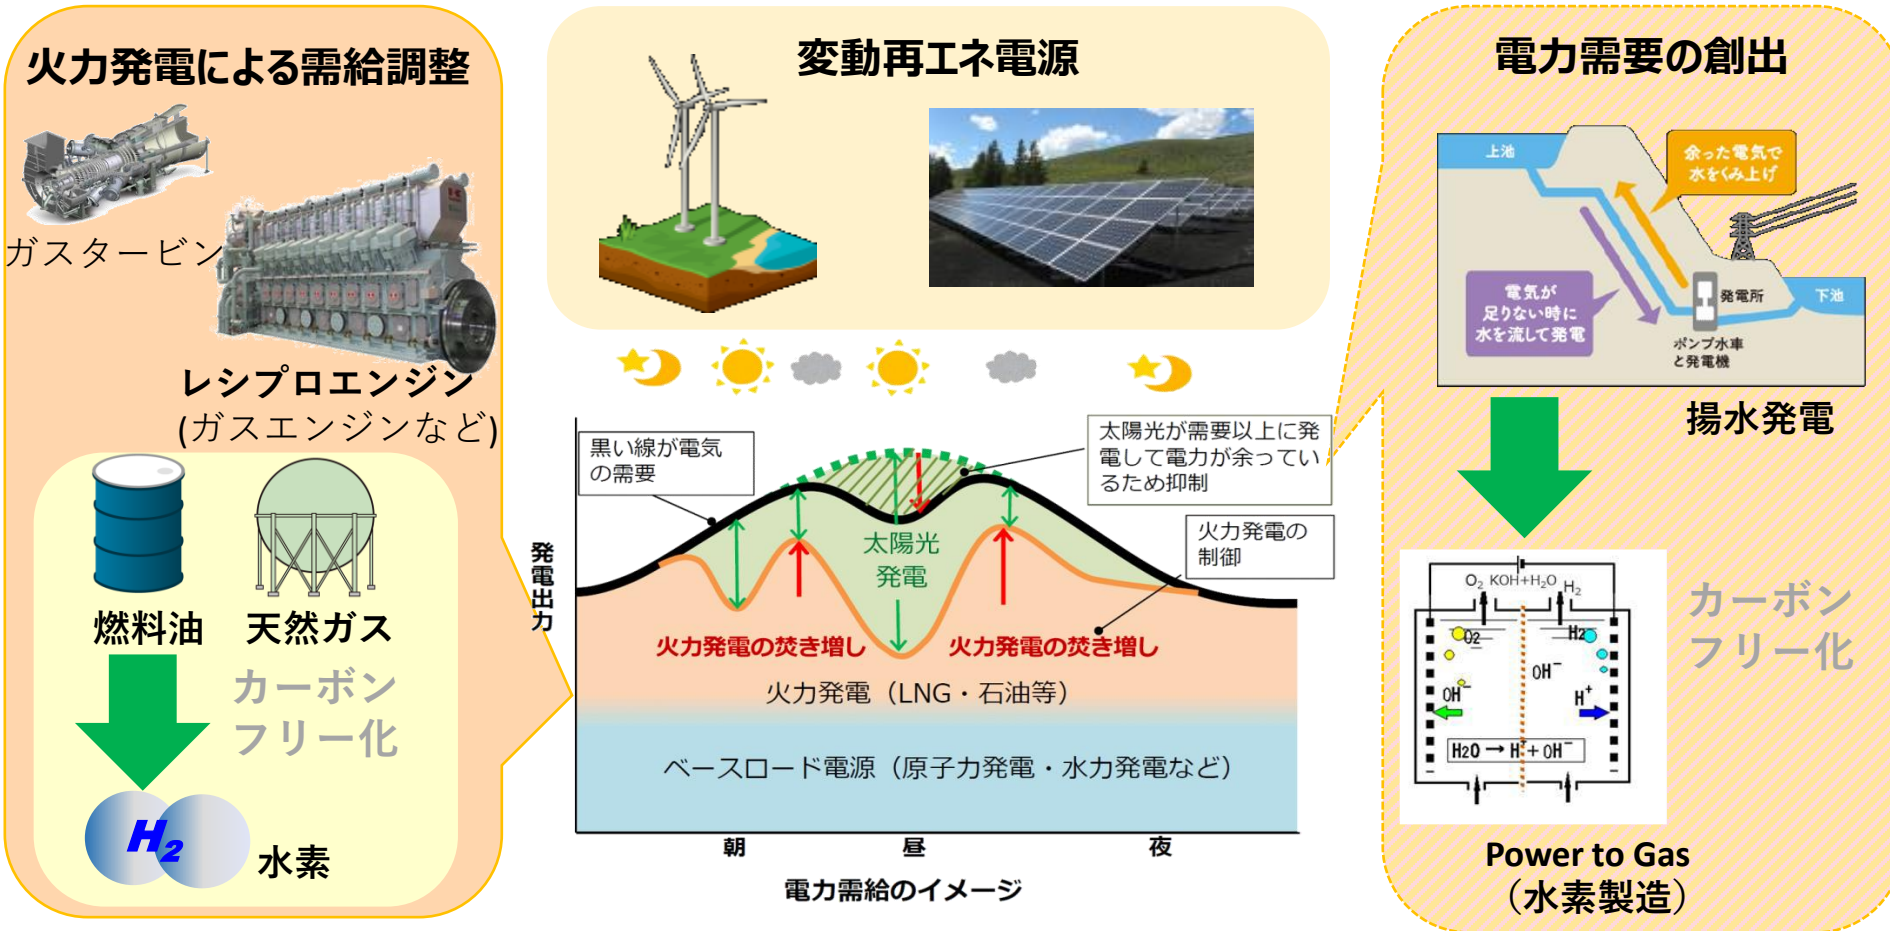 火力発電による需給調整
ガスタービン
レシプロエンジン
(ガスエンジンなど)
燃料油
天然ガス
カーボン
フリー化
H2
水素
変動再エネ電源
黒い線が電気
の需要
太陽光が需要以上に発
電して電力が余ってい
るため抑制
火力発電の
制御
発電出力
太陽光
発電
火力発電の焚き増し
火力発電の焚き増し
火力発電（LNG・石油等）
ベースロード電源（原子力発電・水力発電など）
朝
昼
夜
電力需給のイメージ
電力需要の創出
上池
余った電気で
水をくみ上げ
電気が
足りない時に
水を流して発電
発電所
下池
ポンプ水車
と発電機
揚水発電
O2 KOH+H2O H2
O2
H2
OH−
OH−
H+
H2O → H+ + OH−
カーボン
フリー化
Power to Gas
（水素製造）